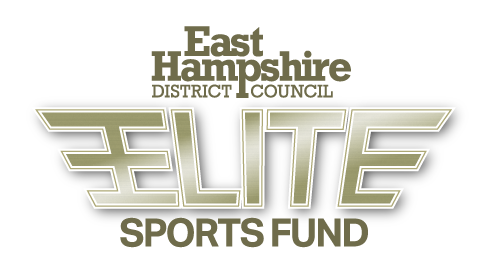 East
Hampshire
DISTRICT COUNCIL
ELITE
SPORTS FUND